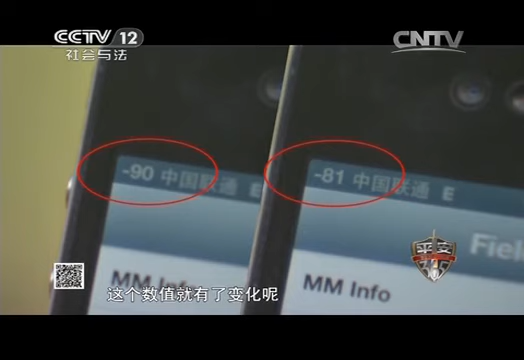 CCTV 12
社会与法
CNTV
-90 中国联通 E
-81 中国联通 E
平安
Fiel
MM Info
MM Info
这个数值就有了变化呢